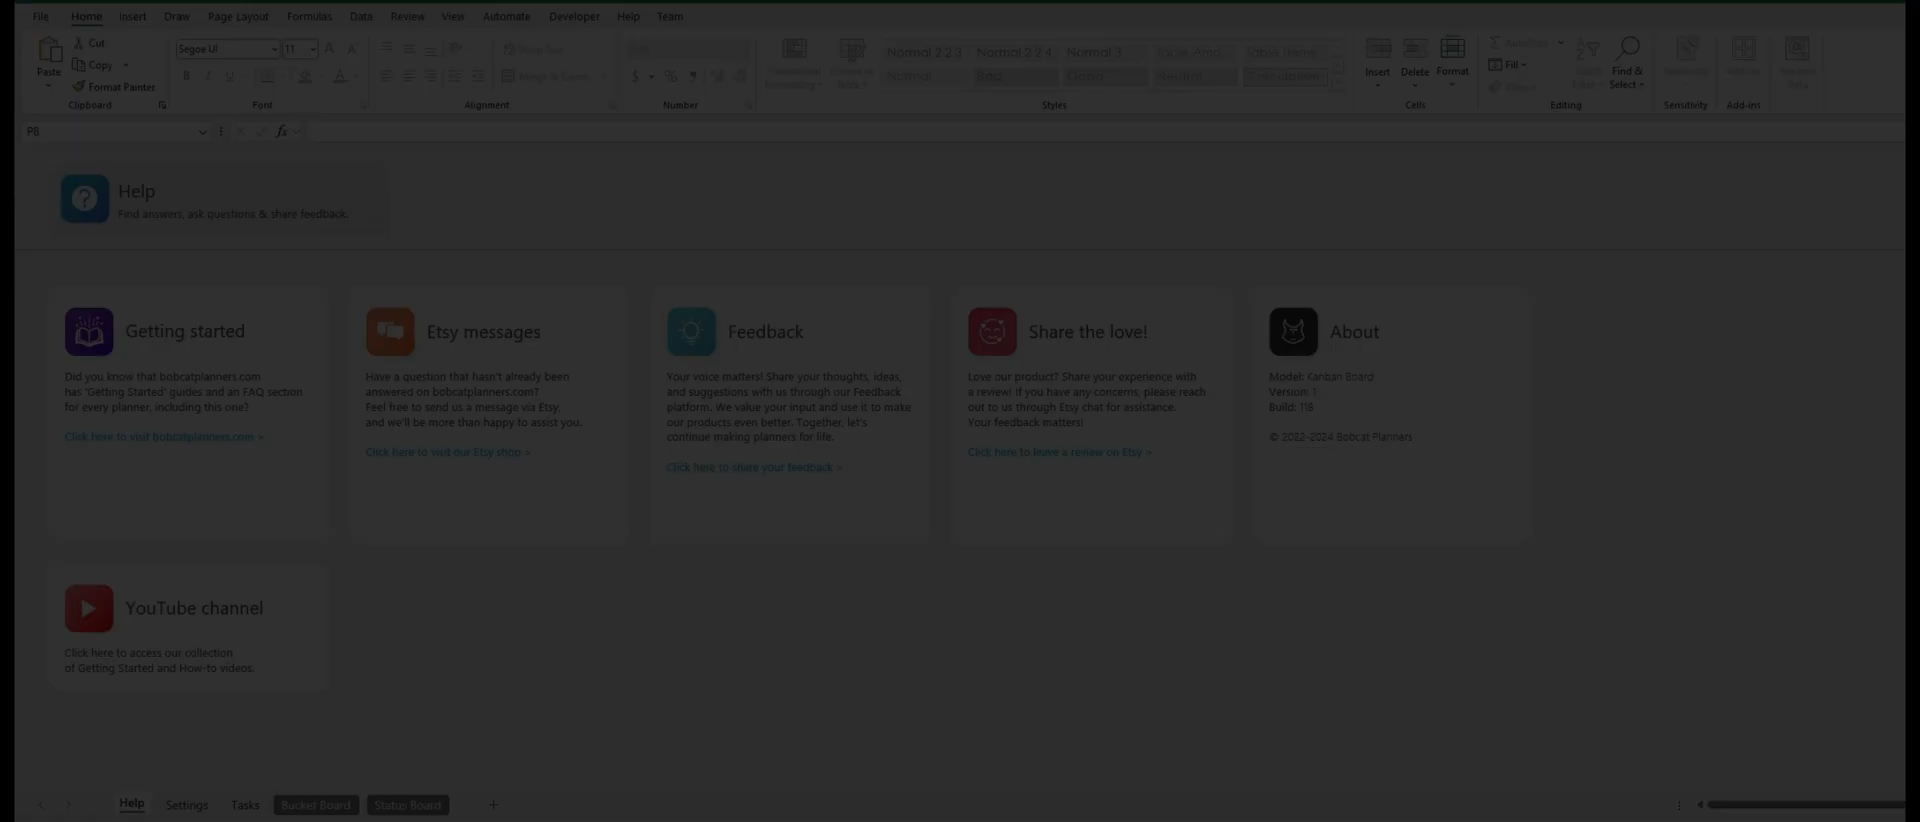 File Home Insert Draw Page Layout Formulas Data Review View Automate Developer Help Team
Paste
Cut
Copy
Format Painter
Clipboard
Segoe UI 11
B I U
Font
Alignment
Number
Normal 2 2 3 Normal 2 2 4 Normal 3
Normal Bad Good Neutral
Styles
Insert Delete Format
Cells
Fill
Find &
Select
Editing
Sensitivity
Add-ins
P8
fx
Help
Find answers, ask questions & share feedback.
Getting started
Did you know that bobcatplanners.com
has 'Getting Started' guides and an FAQ section
for every planner, including this one?
Click here to visit bobcatplanners.com >
Etsy messages
Have a question that hasn't already been
answered on bobcatplanners.com?
Feel free to send us a message via Etsy,
and we'll be more than happy to assist you.
Click here to visit our Etsy shop >
Feedback
Your voice matters! Share your thoughts, ideas,
and suggestions with us through our Feedback
platform. We value your input and use it to make
our products even better. Together, let's
continue making planners for life.
Click here to share your feedback >
Share the love!
Love our product? Share your experience with
a review! If you have any concerns, please reach
out to us through Etsy chat for assistance.
Your feedback matters!
Click here to leave a review on Etsy >
About
Model: Kanban Board
Version: 1
Build: 118
© 2022-2024 Bobcat Planners
YouTube channel
Click here to access our collection
of Getting Started and How-to videos.
Help Settings Tasks Bucket Board Status Board